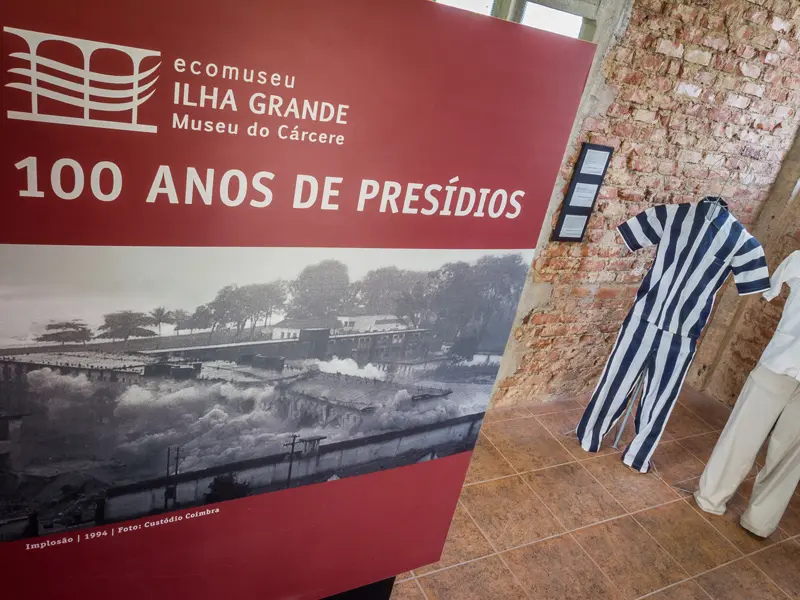 ecomuseu
ILHA GRANDE
Museu do Cárcere
100 ANOS DE PRESÍDIOS
Implosão | 1994 | Foto: Custódio Coimbra